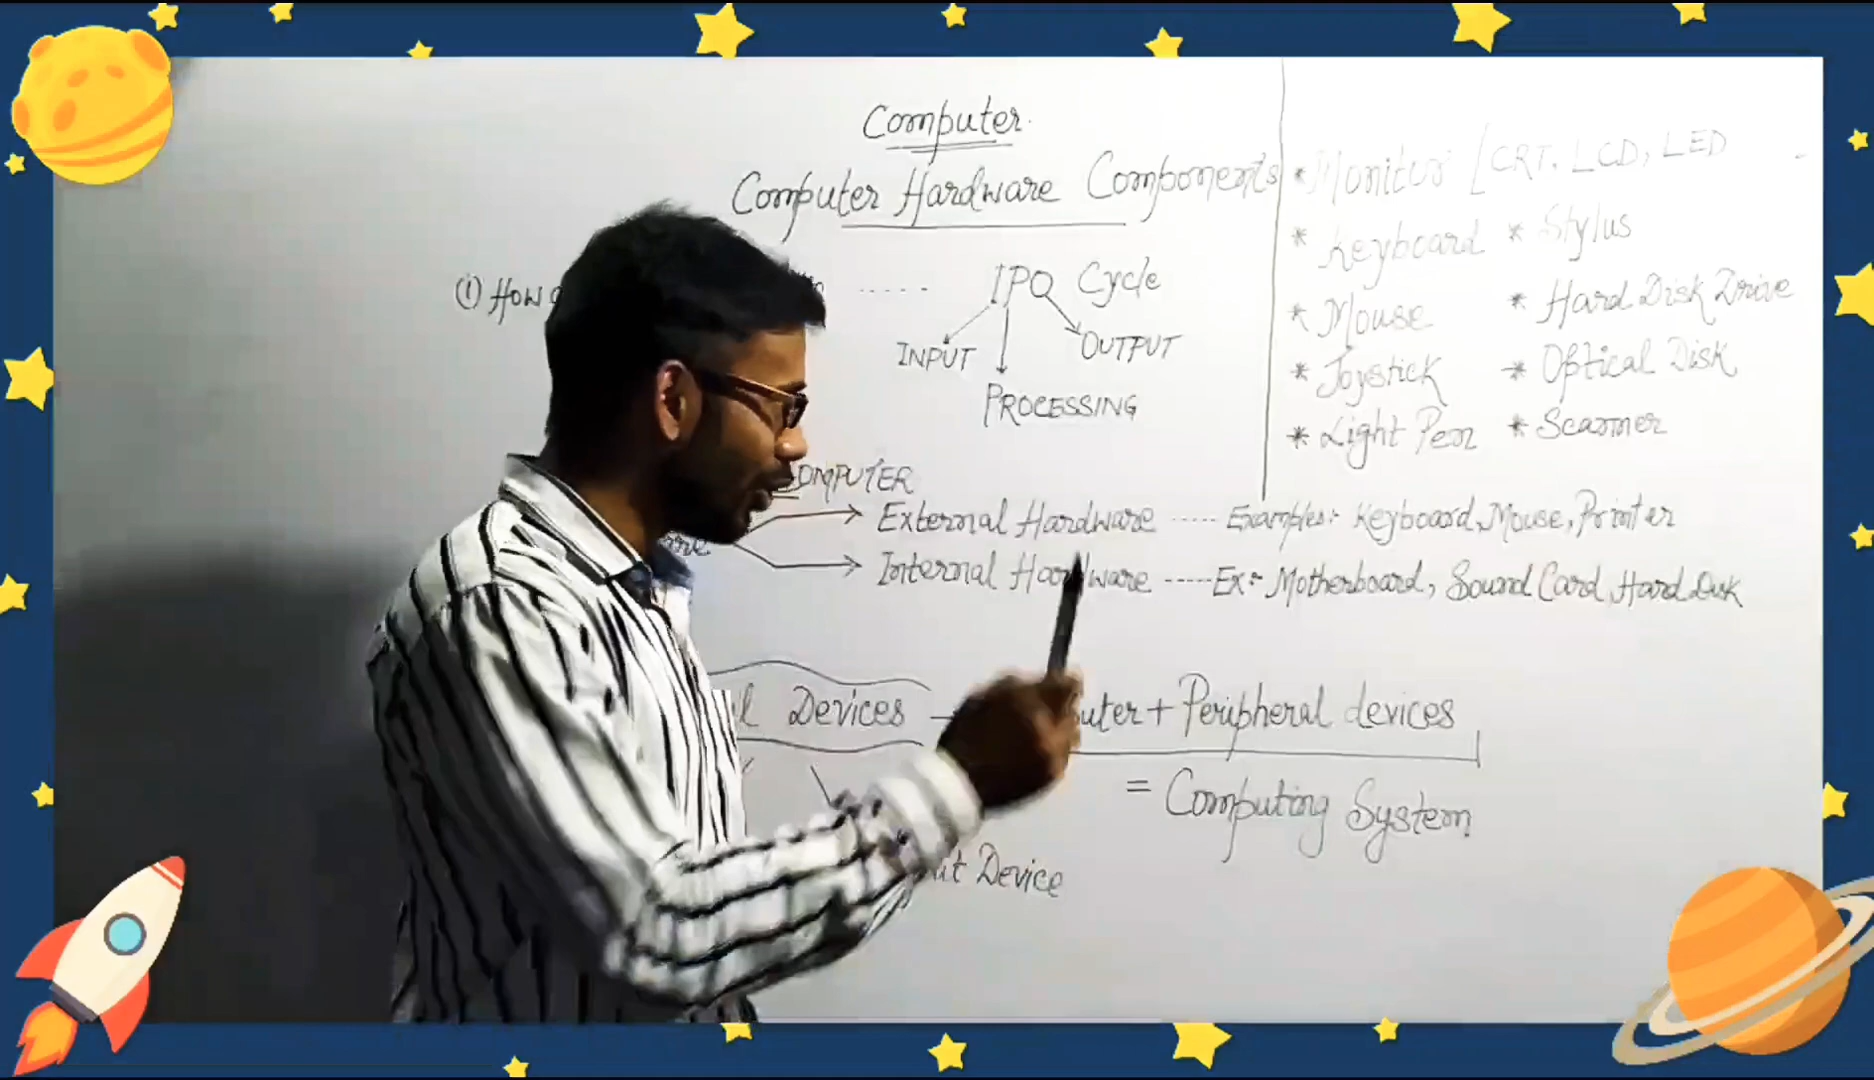 Computer
Computer Hardware Components
(1) How
IPO Cycle
INPUT
OUTPUT
PROCESSING
* Monitor [CRT, LCD, LED
* Keyboard * Stylus
* Mouse * Hard Disk Drive
* Joystick * Optical Disk
* Light Pen * Scanner
COMPUTER
External Hardware ..... Examples:- Keyboard, Mouse, Printer
Internal Hardware ----- Ex:- Motherboard, Sound Card, Hard Disk
Devices
+ Peripheral devices
= Computing System
Device